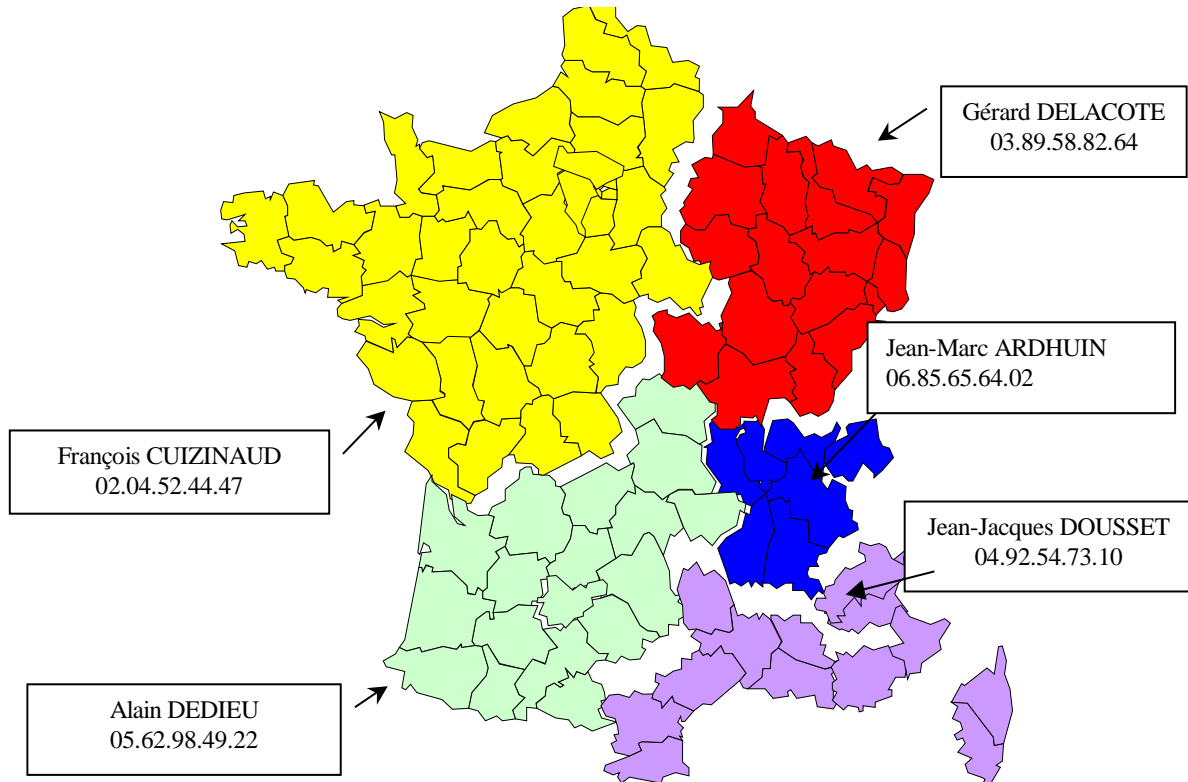 Gérard DELACOTE
03.89.58.82.64
Jean-Marc ARDHUIN
06.85.65.64.02
François CUIZINAUD
02.04.52.44.47
Jean-Jacques DOUSSET
04.92.54.73.10
Alain DEDIEU
05.62.98.49.22